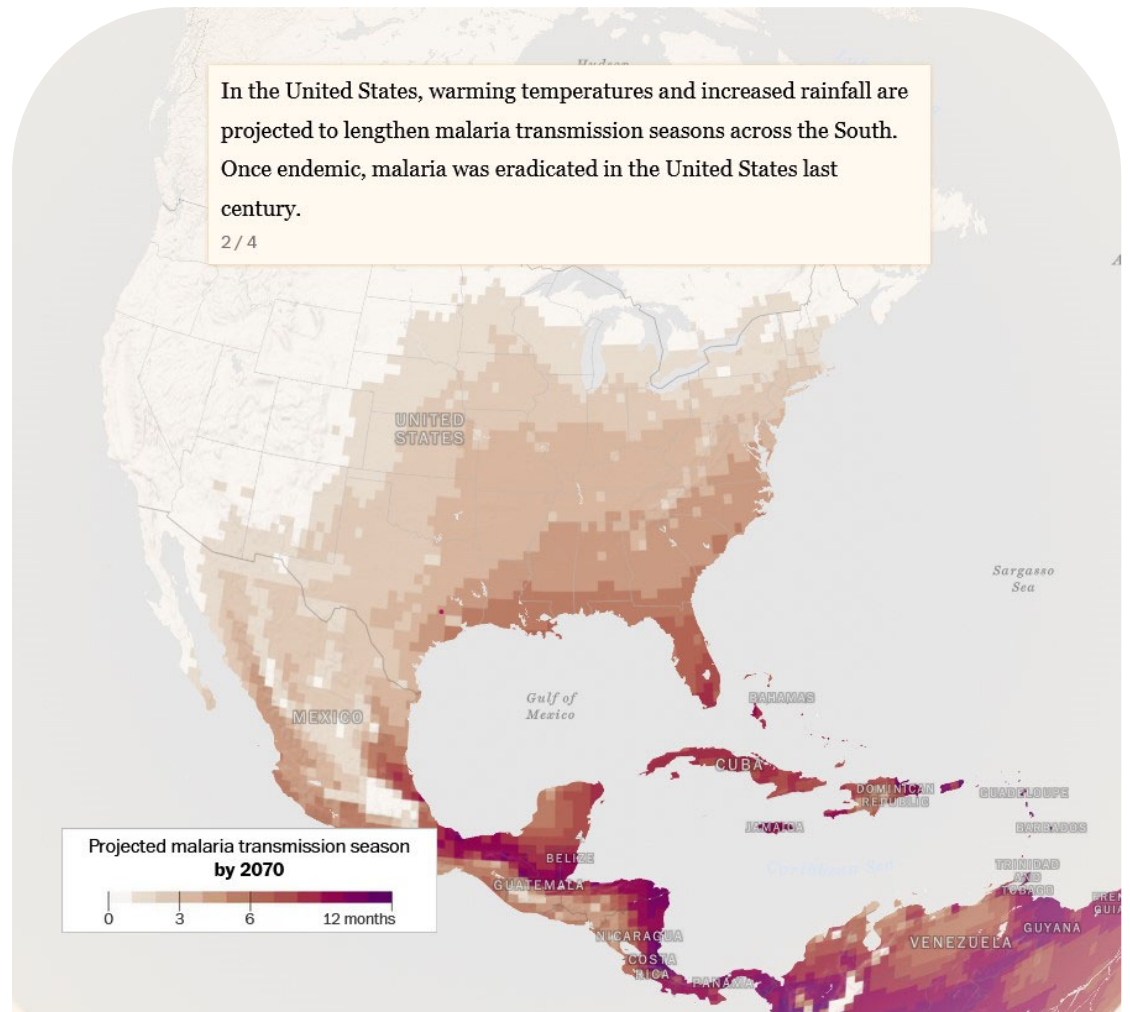 Hudson
In the United States, warming temperatures and increased rainfall are
projected to lengthen malaria transmission seasons across the South.
Once endemic, malaria was eradicated in the United States last
century.
2 / 4
UNITED
STATES
Sargasso
Sea
Gulf of
Mexico
BAHAMAS
MEXICO
CUBA
DOMINICAN
REPUBLIC
GUADELOUPE
JAMAICA
BARBADOS
Projected malaria transmission season
by 2070
0 3 6 12 months
BELIZE
Caribbean Sea
TRINIDAD
AND
TOBAGO
GUATEMALA
GUYANA
NICARAGUA
VENEZUELA
COSTA
RICA
PANAMA